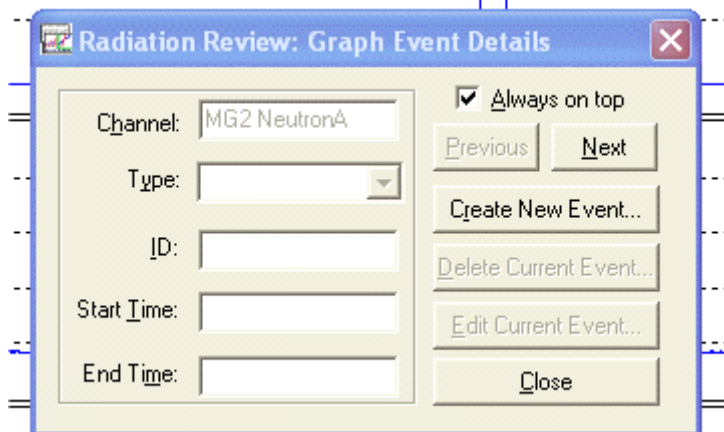 Radiation Review: Graph Event Details
Channel: MG2 NeutronA
Type:
ID:
Start Time:
End Time:
Always on top
Previous Next
Create New Event...
Delete Current Event...
Edit Current Event...
Close